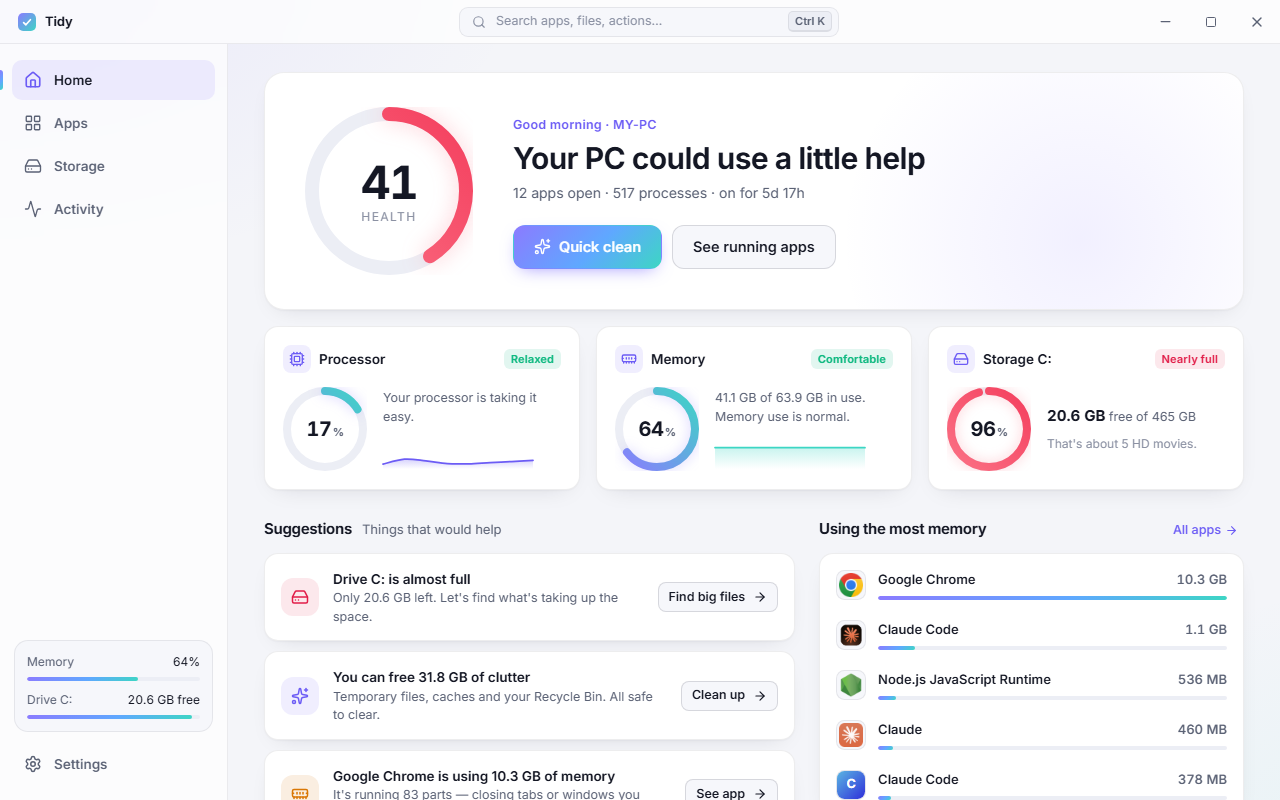 Tidy
Search apps, files, actions...
Ctrl K
Home
Apps
Storage
Activity
Memory 64%
Drive C: 20.6 GB free
Settings
41
HEALTH
Good morning · MY-PC
Your PC could use a little help
12 apps open · 517 processes · on for 5d 17h
Quick clean
See running apps
Processor
Relaxed
17%
Your processor is taking it
easy.
Memory
Comfortable
64%
41.1 GB of 63.9 GB in use.
Memory use is normal.
Storage C:
Nearly full
96%
20.6 GB free of 465 GB
That's about 5 HD movies.
Suggestions Things that would help
Drive C: is almost full
Only 20.6 GB left. Let's find what's taking up the
space.
Find big files →
You can free 31.8 GB of clutter
Temporary files, caches and your Recycle Bin. All safe
to clear.
Clean up →
Google Chrome is using 10.3 GB of memory
It's running 83 parts — closing tabs or windows you
See app →
Using the most memory
All apps →
Google Chrome 10.3 GB
Claude Code 1.1 GB
Node.js JavaScript Runtime 536 MB
Claude 460 MB
C
Claude Code 378 MB